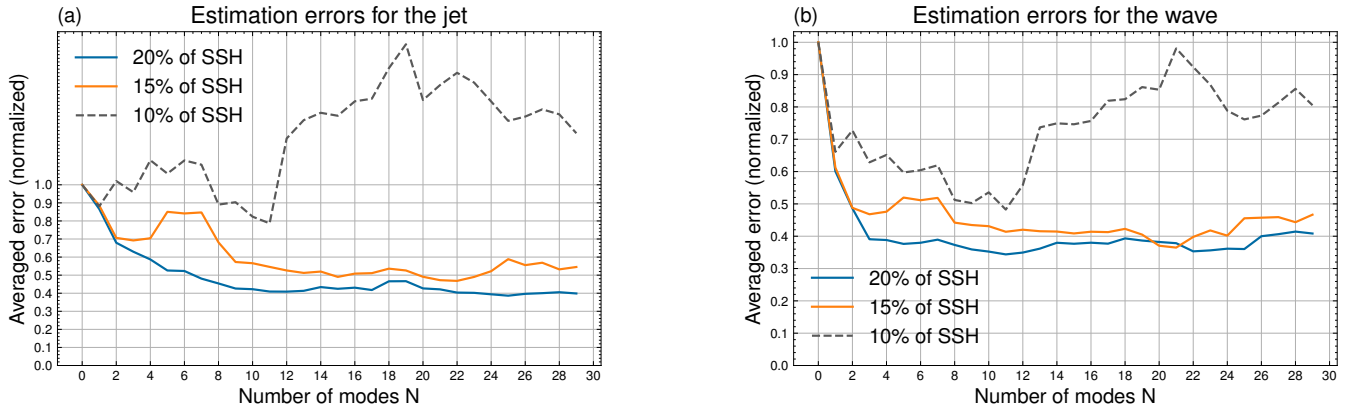 (a)
Estimation errors for the jet
20% of SSH
15% of SSH
10% of SSH
Averaged error (normalized)
1.0
0.9
0.8
0.7
0.6
0.5
0.4
0.3
0.2
0.1
0.0
0 2 4 6 8 10 12 14 16 18 20 22 24 26 28 30
Number of modes N
(b)
Estimation errors for the wave
Averaged error (normalized)
1.0
0.9
0.8
0.7
0.6
0.5
0.4
0.3
0.2
0.1
0.0
20% of SSH
15% of SSH
10% of SSH
0 2 4 6 8 10 12 14 16 18 20 22 24 26 28 30
Number of modes N